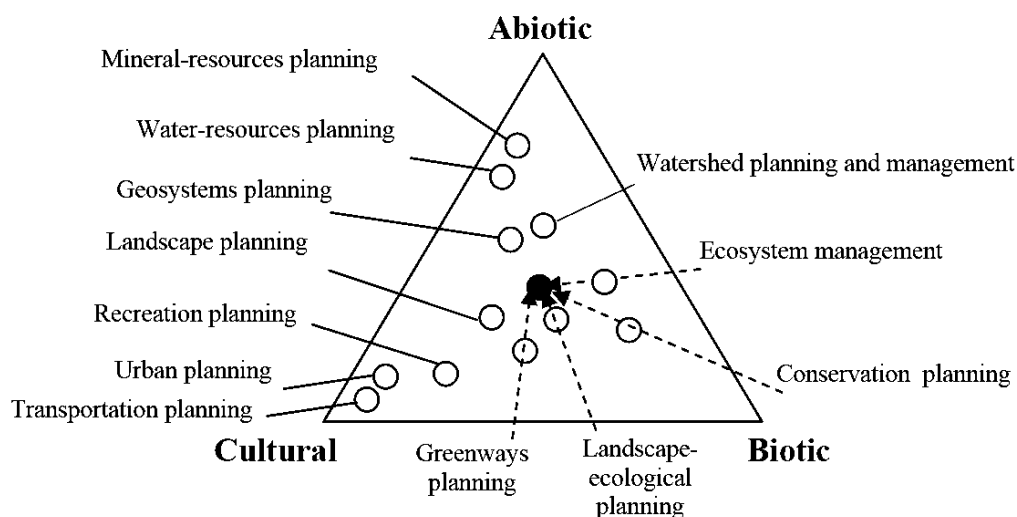 Abiotic
Mineral-resources planning
Water-resources planning
Watershed planning and management
Geosystems planning
Landscape planning
Ecosystem management
Recreation planning
Urban planning
Conservation planning
Transportation planning
Cultural
Biotic
Greenways
planning
Landscape-
ecological
planning